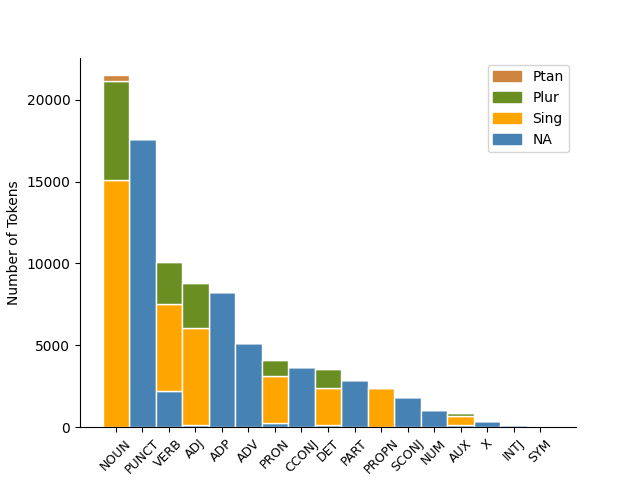 Ptan
Plur
Sing
NA
Number of Tokens
20000
15000
10000
5000
0
NOUN
PUNCT
VERB
ADJ
ADP
ADV
PRON
CCONJ
DET
PART
PROPN
SCONJ
NUM
AUX
X
INTJ
SYM